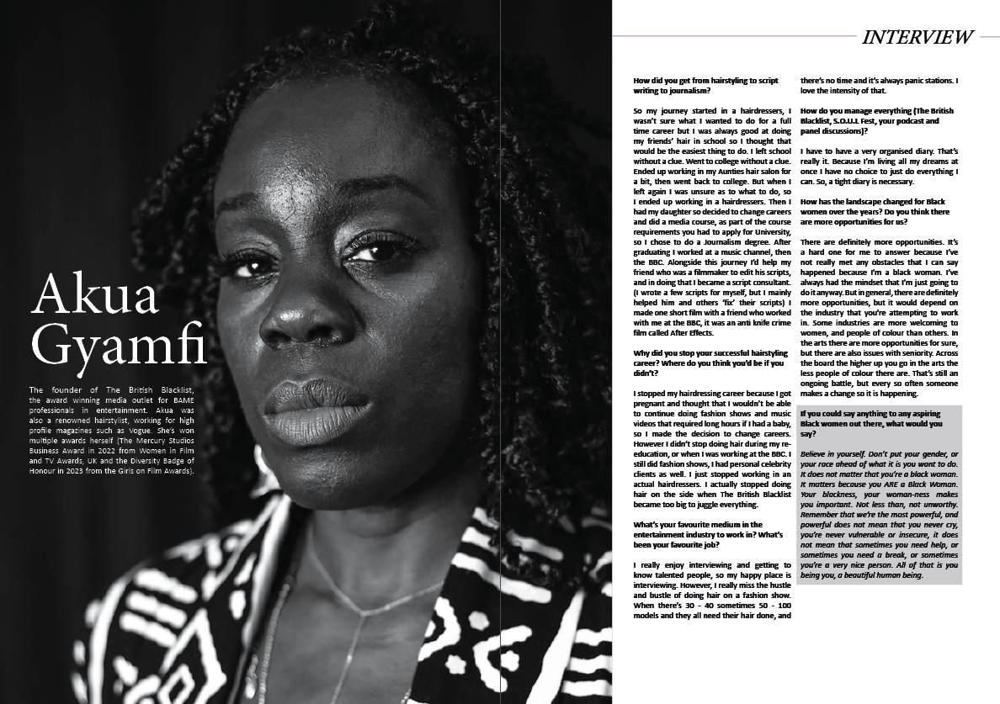 INTERVIEW
Akua
Gyamfi
The founder of The British Blacklist,
the award winning media outlet for BAME
professionals in entertainment. Akua was
also a renowned hairstylist, working for high
profile magazines such as Vogue. She's won
multiple awards herself (The Mercury Studios
Business Award in 2022 from Women in Film
and TV Awards, UK and the Diversity Badge of
Honour in 2023 from the Girls on Film Awards).
How did you get from hairstyling to script
writing to journalism?
So my journey started in a hairdressers, I
wasn't sure what I wanted to do for a full
time career but I was always good at doing
my friends' hair in school so I thought that
would be the easiest thing to do. I left school
without a clue. Went to college without a clue.
Ended up working in my Aunties hair salon for
a bit, then went back to college. But when I
left again I was unsure as to what to do, so
I ended up working in a hairdressers. Then I
had my daughter so decided to change careers
and did a media course, as part of the course
requirements you had to apply for University,
so I chose to do a Journalism degree. After
graduating I worked at a music channel, then
the BBC. Alongside this journey I'd help my
friend who was a filmmaker to edit his scripts,
and in doing that I became a script consultant.
(I wrote a few scripts for myself, but I mainly
helped him and others 'fix' their scripts) I
made one short film with a friend who worked
with me at the BBC, it was an anti knife crime
film called After Effects.
Why did you stop your successful hairstyling
career? Where do you think you'd be if you
didn't?
I stopped my hairdressing career because I got
pregnant and thought that I wouldn't be able
to continue doing fashion shows and music
videos that required long hours if I had a baby,
so I made the decision to change careers.
However I didn't stop doing hair during my re-
education, or when I was working at the BBC. I
still did fashion shows, I had personal celebrity
clients as well. I just stopped working in an
actual hairdressers. I actually stopped doing
hair on the side when The British Blacklist
became too big to juggle everything.
What's your favourite medium in the
entertainment industry to work in? What's
been your favourite job?
I really enjoy interviewing and getting to
know talented people, so my happy place is
interviewing. However, I really miss the hustle
and bustle of doing hair on a fashion show.
When there's 30 - 40 sometimes 50 - 100
models and they all need their hair done, and
there's no time and it's always panic stations. I
love the intensity of that.
How do you manage everything (The British
Blacklist, S.O.U.L Fest, your podcast and
panel discussions)?
I have to have a very organised diary. That's
really it. Because I'm living all my dreams at
once I have no choice to just do everything I
can. So, a tight diary is necessary.
How has the landscape changed for Black
women over the years? Do you think there
are more opportunities for us?
There are definitely more opportunities. It's
a hard one for me to answer because I've
not really met any obstacles that I can say
happened because I'm a black woman. I've
always had the mindset that I'm just going to
do it anyway. But in general, there are definitely
more opportunities, but it would depend on
the industry that you're attempting to work
in. Some industries are more welcoming to
women, and people of colour than others. In
the arts there are more opportunities for sure,
but there are also issues with seniority. Across
the board the higher up you go in the arts the
less people of colour there are. That's still an
ongoing battle, but every so often someone
makes a change so it is happening.
If you could say anything to any aspiring
Black women out there, what would you
say?
Believe in yourself. Don't put your gender, or
your race ahead of what it is you want to do.
It does not matter that you're a black woman.
It matters because you ARE a Black Woman.
Your blackness, your woman-ness makes
you important. Not less than, not unworthy.
Remember that we're the most powerful, and
powerful does not mean that you never cry,
you're never vulnerable or insecure, it does
not mean that sometimes you need help, or
sometimes you need a break, or sometimes
you're a very nice person. All of that is you
being you, a beautiful human being.